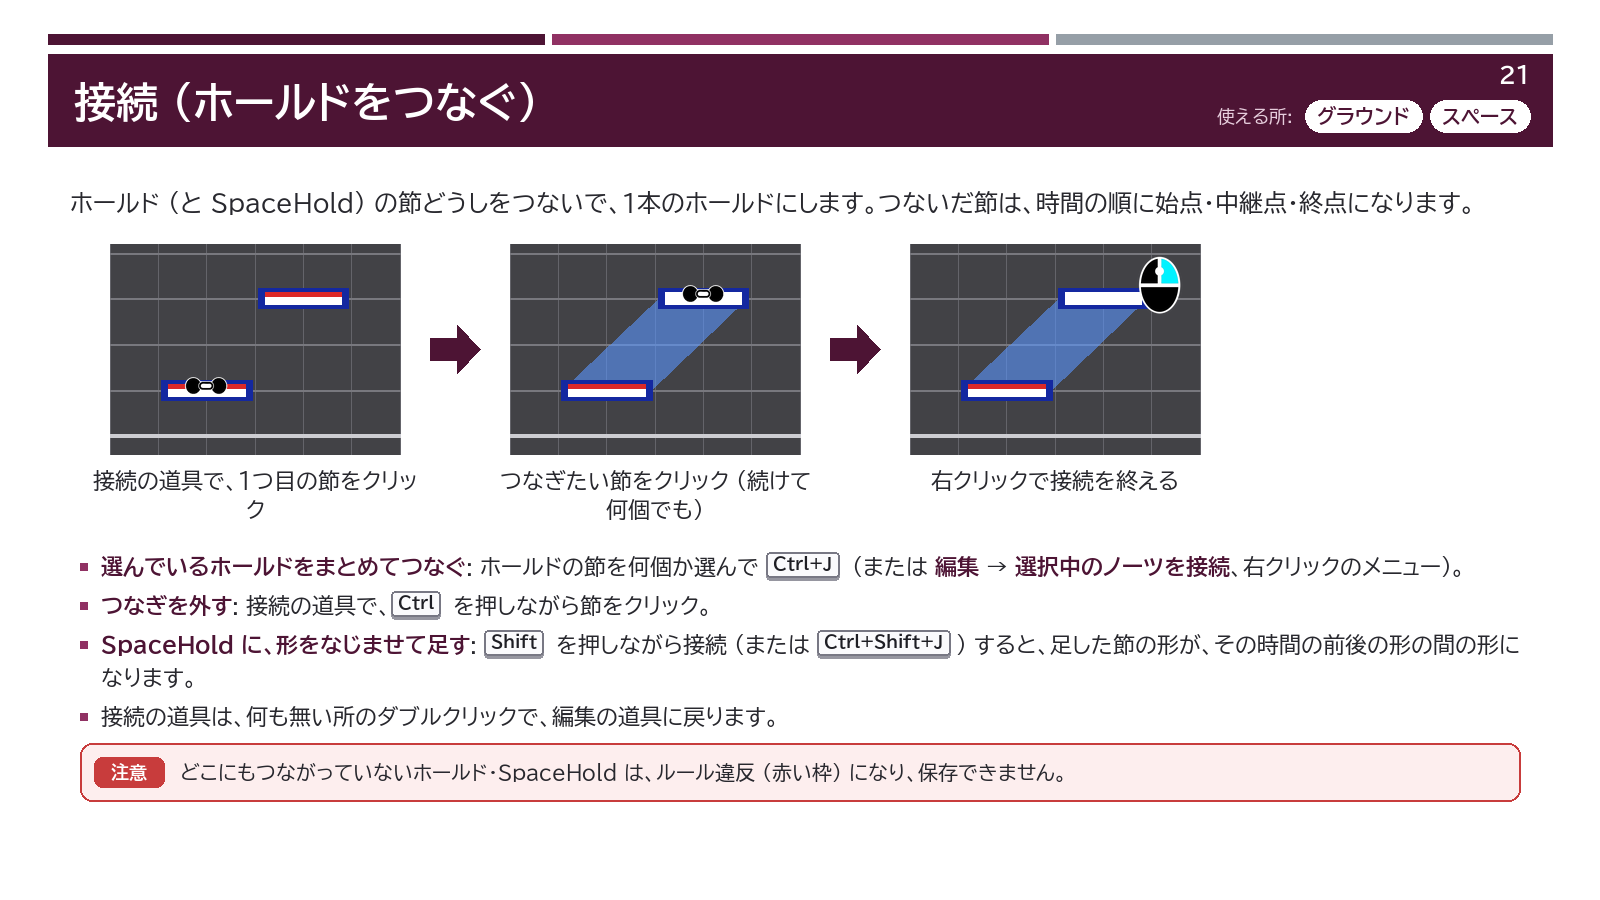 接続（ホールドをつなぐ）
21
使える所: グラウンド スペース
ホールド（と SpaceHold）の節どうしをつないで、1本のホールドにします。つないだ節は、時間の順に始点・中継点・終点になります。
接続の道具で、1つ目の節をクリッ
ク
つなぎたい節をクリック（続けて
何個でも）
右クリックで接続を終える
選んでいるホールドをまとめてつなぐ: ホールドの節を何個か選んで Ctrl+J （または 編集 → 選択中のノーツを接続、右クリックのメニュー）。
つなぎを外す: 接続の道具で、Ctrl を押しながら節をクリック。
SpaceHold に、形をなじませて足す: Shift を押しながら接続（または Ctrl+Shift+J ）すると、足した節の形が、その時間の前後の形の間の形に
なります。
接続の道具は、何も無い所のダブルクリックで、編集の道具に戻ります。
注意 どこにもつながっていないホールド・SpaceHold は、ルール違反（赤い枠）になり、保存できません。